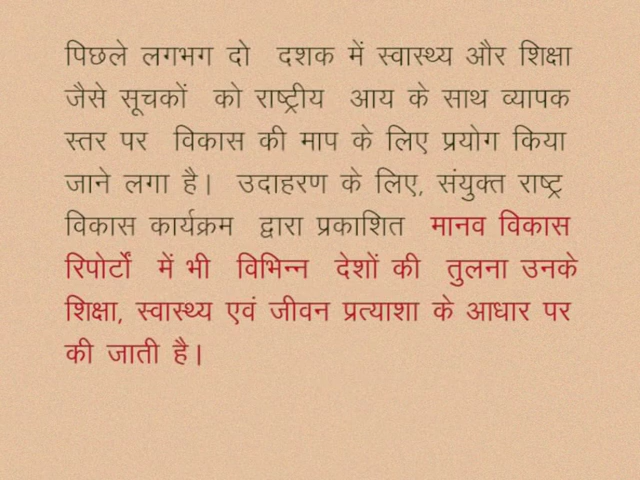 पिछले लगभग दो दशक में स्वास्थ्य और शिक्षा
जैसे सूचकों को राष्ट्रीय आय के साथ व्यापक
स्तर पर विकास की माप के लिए प्रयोग किया
जाने लगा है। उदाहरण के लिए, संयुक्त राष्ट्र
विकास कार्यक्रम द्वारा प्रकाशित मानव विकास
रिपोर्टों में भी विभिन्न देशों की तुलना उनके
शिक्षा, स्वास्थ्य एवं जीवन प्रत्याशा के आधार पर
की जाती है।